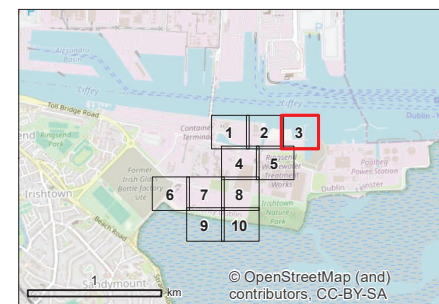 Alexandra
Basin
Liffey
Liffey
Toll Bridge Road
Dublin -
Ringsend
Park
Container
Terminal
1
2
3
4
5
Ringsend
Wastewater
Treatment
Works
Poolbeg
Power Station
Former
Irish Glass
Bottle factory
site
Dublin
Irishtown
6
7
8
Irishtown
Nature
Park
Beach Road
9
10
1
km
Sandymount
© OpenStreetMap (and)
contributors, CC-BY-SA